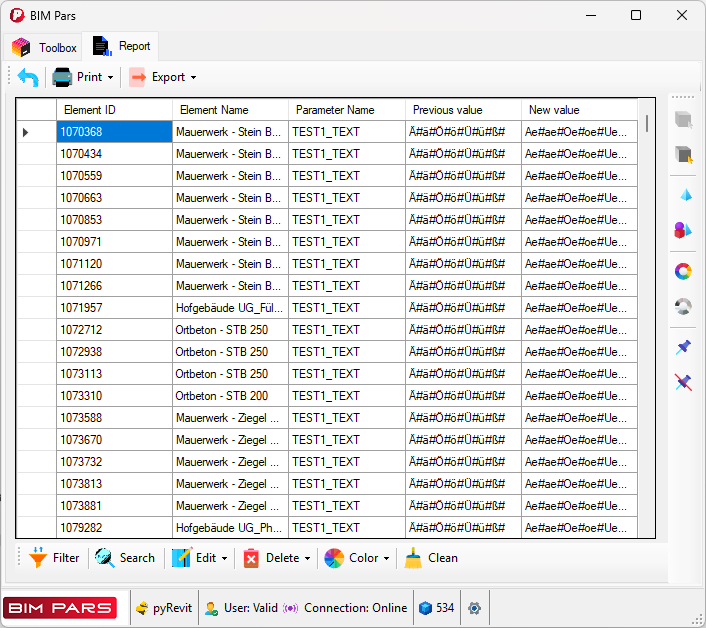 BIM Pars
Toolbox Report
Print Export
Element ID Element Name Parameter Name Previous value New value
1070368 Mauerwerk - Stein B... TEST1_TEXT Ä#ä#Ö#ö#Ü#ü#ß# Ae#ae#Oe#oe#Ue...
1070434 Mauerwerk - Stein B... TEST1_TEXT Ä#ä#Ö#ö#Ü#ü#ß# Ae#ae#Oe#oe#Ue...
1070559 Mauerwerk - Stein B... TEST1_TEXT Ä#ä#Ö#ö#Ü#ü#ß# Ae#ae#Oe#oe#Ue...
1070663 Mauerwerk - Stein B... TEST1_TEXT Ä#ä#Ö#ö#Ü#ü#ß# Ae#ae#Oe#oe#Ue...
1070853 Mauerwerk - Stein B... TEST1_TEXT Ä#ä#Ö#ö#Ü#ü#ß# Ae#ae#Oe#oe#Ue...
1070971 Mauerwerk - Stein B... TEST1_TEXT Ä#ä#Ö#ö#Ü#ü#ß# Ae#ae#Oe#oe#Ue...
1071120 Mauerwerk - Stein B... TEST1_TEXT Ä#ä#Ö#ö#Ü#ü#ß# Ae#ae#Oe#oe#Ue...
1071266 Mauerwerk - Stein B... TEST1_TEXT Ä#ä#Ö#ö#Ü#ü#ß# Ae#ae#Oe#oe#Ue...
1071957 Hofgebäude UG_Fül... TEST1_TEXT Ä#ä#Ö#ö#Ü#ü#ß# Ae#ae#Oe#oe#Ue...
1072712 Ortbeton - STB 250 TEST1_TEXT Ä#ä#Ö#ö#Ü#ü#ß# Ae#ae#Oe#oe#Ue...
1072938 Ortbeton - STB 250 TEST1_TEXT Ä#ä#Ö#ö#Ü#ü#ß# Ae#ae#Oe#oe#Ue...
1073113 Ortbeton - STB 250 TEST1_TEXT Ä#ä#Ö#ö#Ü#ü#ß# Ae#ae#Oe#oe#Ue...
1073310 Ortbeton - STB 200 TEST1_TEXT Ä#ä#Ö#ö#Ü#ü#ß# Ae#ae#Oe#oe#Ue...
1073588 Mauerwerk - Ziegel ... TEST1_TEXT Ä#ä#Ö#ö#Ü#ü#ß# Ae#ae#Oe#oe#Ue...
1073670 Mauerwerk - Ziegel ... TEST1_TEXT Ä#ä#Ö#ö#Ü#ü#ß# Ae#ae#Oe#oe#Ue...
1073732 Mauerwerk - Ziegel ... TEST1_TEXT Ä#ä#Ö#ö#Ü#ü#ß# Ae#ae#Oe#oe#Ue...
1073813 Mauerwerk - Ziegel ... TEST1_TEXT Ä#ä#Ö#ö#Ü#ü#ß# Ae#ae#Oe#oe#Ue...
1073881 Mauerwerk - Ziegel ... TEST1_TEXT Ä#ä#Ö#ö#Ü#ü#ß# Ae#ae#Oe#oe#Ue...
1079282 Hofgebäude UG_Ph... TEST1_TEXT Ä#ä#Ö#ö#Ü#ü#ß# Ae#ae#Oe#oe#Ue...
Filter Search Edit Delete Color Clean
BIM PARS pyRevit User: Valid Connection: Online 534